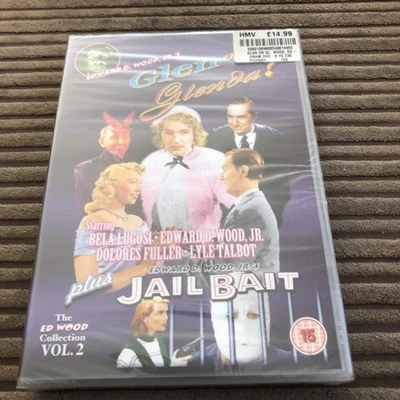 HMV £14.99
EDWARD D. WOOD, JR.'S
Glen or
Glenda!
Starring
BELA LUGOSI · EDWARD D. WOOD, JR.
DOLORES FULLER · LYLE TALBOT
EDWARD D. WOOD, JR.'S
plus JAIL BAIT
The
ED WOOD
Collection
VOL. 2
15